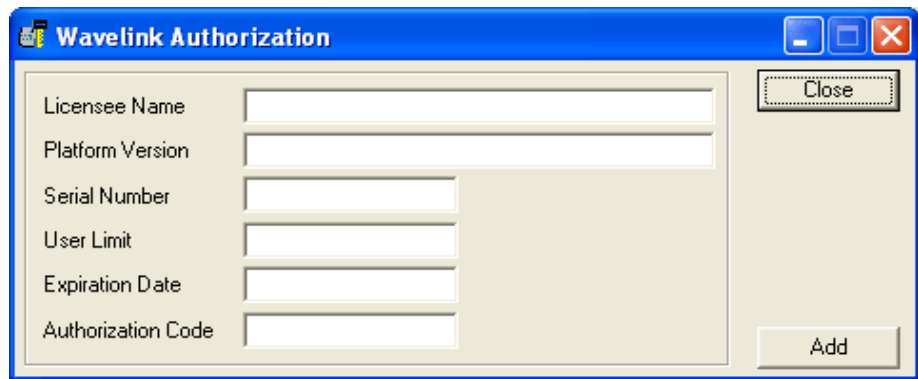 Wavelink Authorization
Licensee Name
Close
Platform Version
Serial Number
User Limit
Expiration Date
Authorization Code
Add